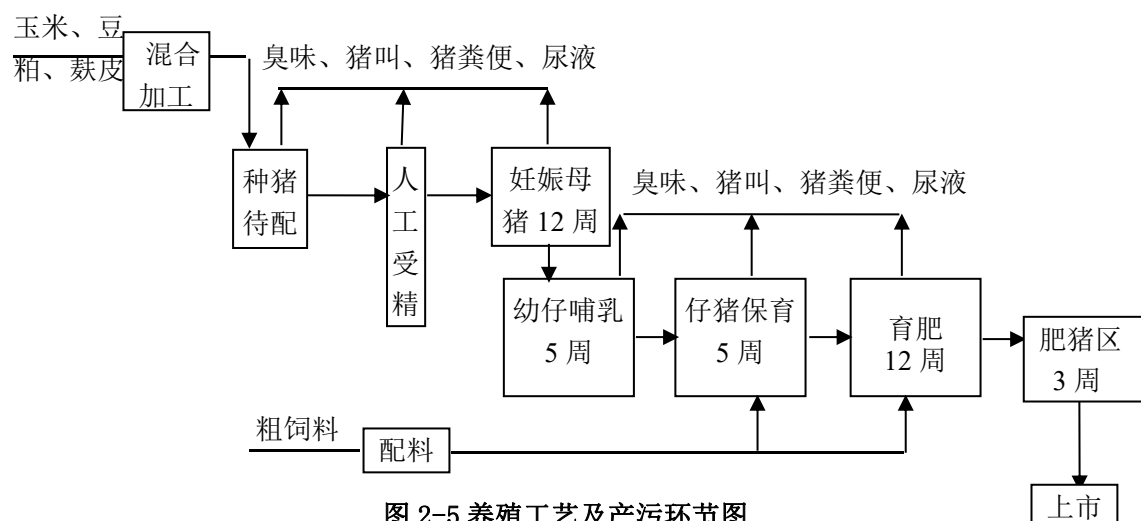 玉米、豆
粕、麸皮
混合
加工
臭味、猪叫、猪粪便、尿液
种猪
待配
人
工
受
精
妊娠母
猪 12 周
臭味、猪叫、猪粪便、尿液
幼仔哺乳
5 周
仔猪保育
5 周
育肥
12 周
肥猪区
3 周
粗饲料
配料
上市
图 2-5 养殖工艺及产污环节图